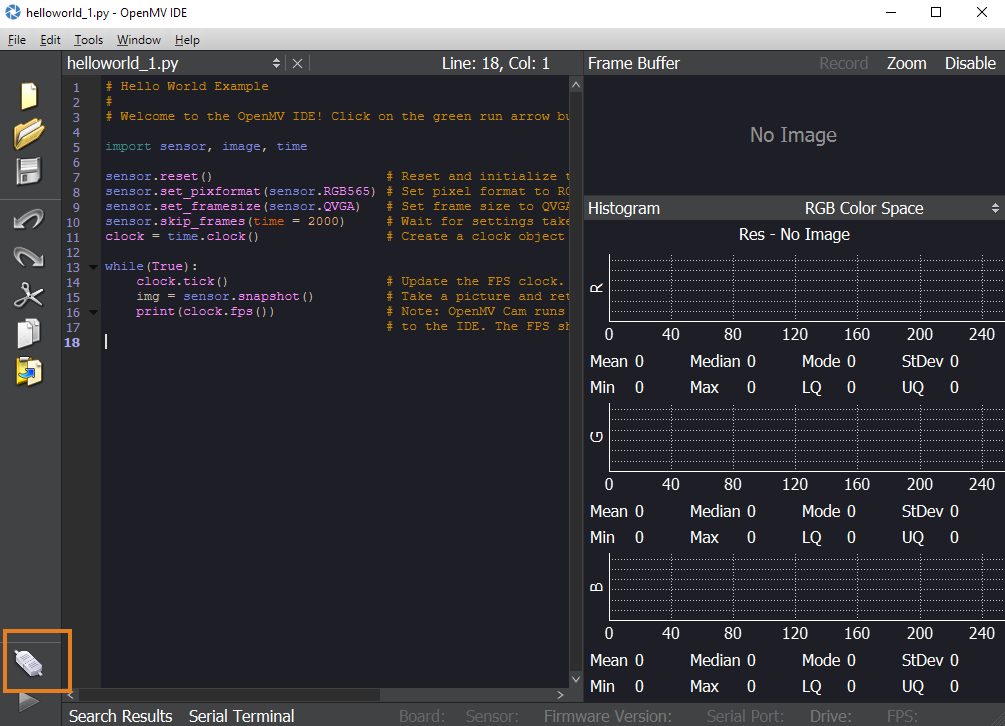 helloworld_1.py - OpenMV IDE
File Edit Tools Window Help
helloworld_1.py Line: 18, Col: 1
1 # Hello World Example
2 #
3 # Welcome to the OpenMV IDE! Click on the green run arrow bu
4
5 import sensor, image, time
6
7 sensor.reset() # Reset and initialize t
8 sensor.set_pixformat(sensor.RGB565) # Set pixel format to RG
9 sensor.set_framesize(sensor.QVGA) # Set frame size to QVGA
10 sensor.skip_frames(time = 2000) # Wait for settings take
11 clock = time.clock() # Create a clock object
12
13 while(True):
14 clock.tick() # Update the FPS clock.
15 img = sensor.snapshot() # Take a picture and ret
16 print(clock.fps()) # Note: OpenMV Cam runs
17 # to the IDE. The FPS sh
18
Frame Buffer Record Zoom Disable
No Image
Histogram RGB Color Space
Res - No Image
R
0 40 80 120 160 200 240
Mean 0 Median 0 Mode 0 StDev 0
Min 0 Max 0 LQ 0 UQ 0
G
0 40 80 120 160 200 240
Mean 0 Median 0 Mode 0 StDev 0
Min 0 Max 0 LQ 0 UQ 0
B
0 40 80 120 160 200 240
Mean 0 Median 0 Mode 0 StDev 0
Min 0 Max 0 LQ 0 UQ 0
Search Results Serial Terminal Board: Sensor: Firmware Version: Serial Port: Drive: FPS: